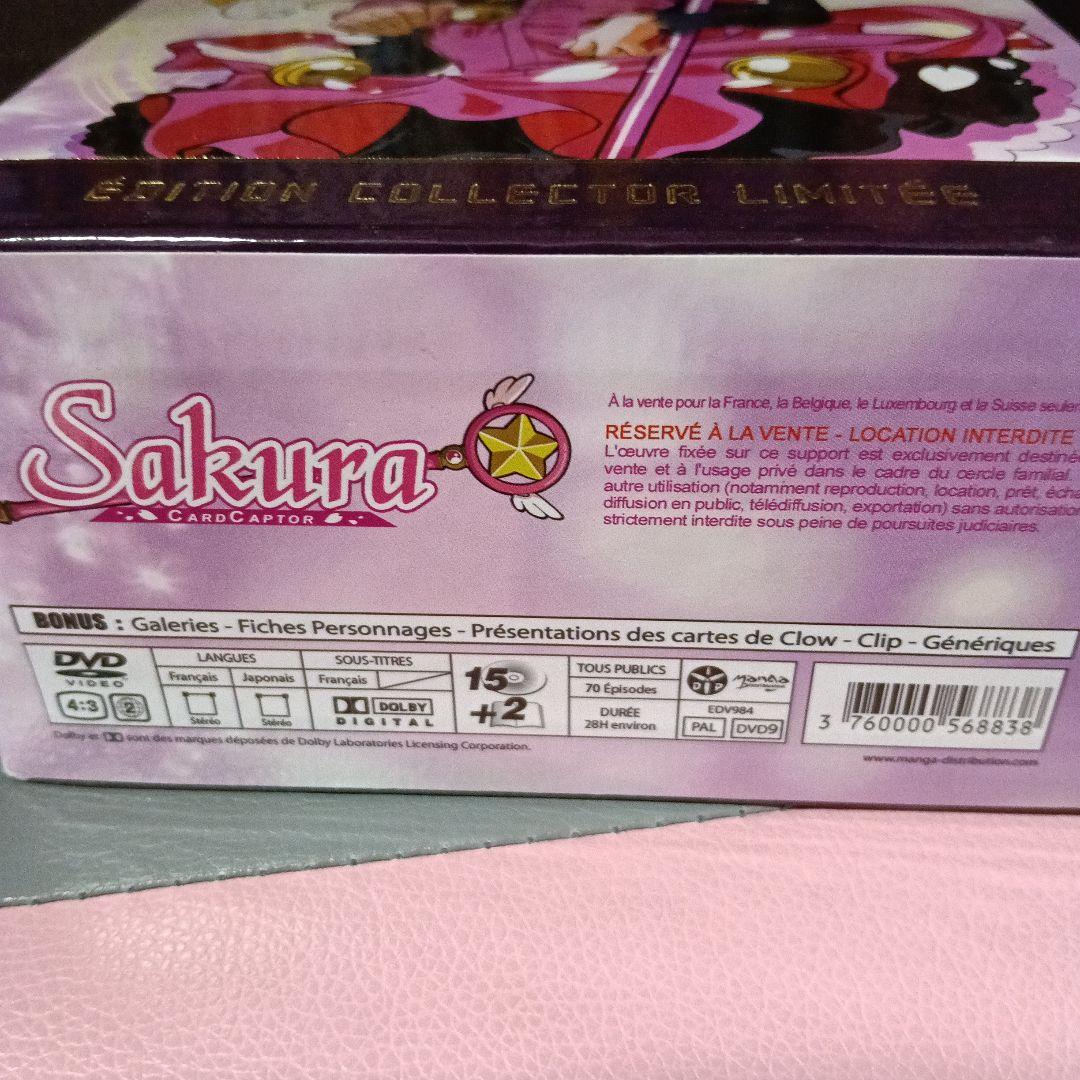 ÉDITION COLLECTOR LIMITÉE
Sakura
CARDCAPTOR
À la vente pour la France, la Belgique, le Luxembourg et la Suisse
RÉSERVÉ À LA VENTE - LOCATION INTERDITE
L'œuvre fixée sur ce support est exclusivement
vente et à l'usage privé dans le cadre du cercle familial.
autre utilisation (notamment reproduction, location, prêt,
diffusion en public, télédiffusion, exportation) sans
strictement interdite sous peine de poursuites judiciaires.
BONUS : Galeries - Fiches Personnages - Présentations des cartes de Clow - Clip - Génériques
DVD
VIDEO
4:3
2
LANGUES
Français
Japonais
Stéréo
Stéréo
SOUS-TITRES
Français
DOLBY
DIGITAL
15
+2
TOUS PUBLICS
70 Épisodes
DURÉE
28H environ
manga
distribution
EDV984
PAL
DVD9
3 760000 568838
Dolby et sont des marques déposées de Dolby Laboratories Licensing Corporation.
www.manga-distribution.com